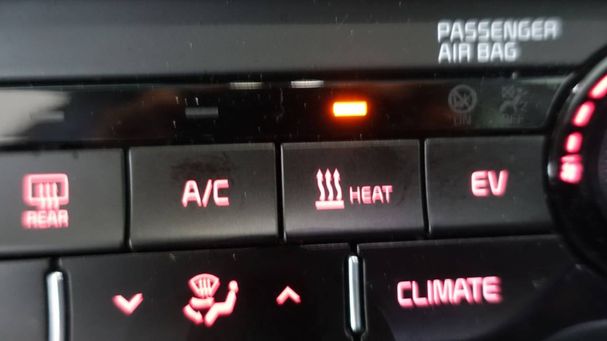 PASSENGER
AIR BAG
REAR
A/C
HEAT
EV
CLIMATE